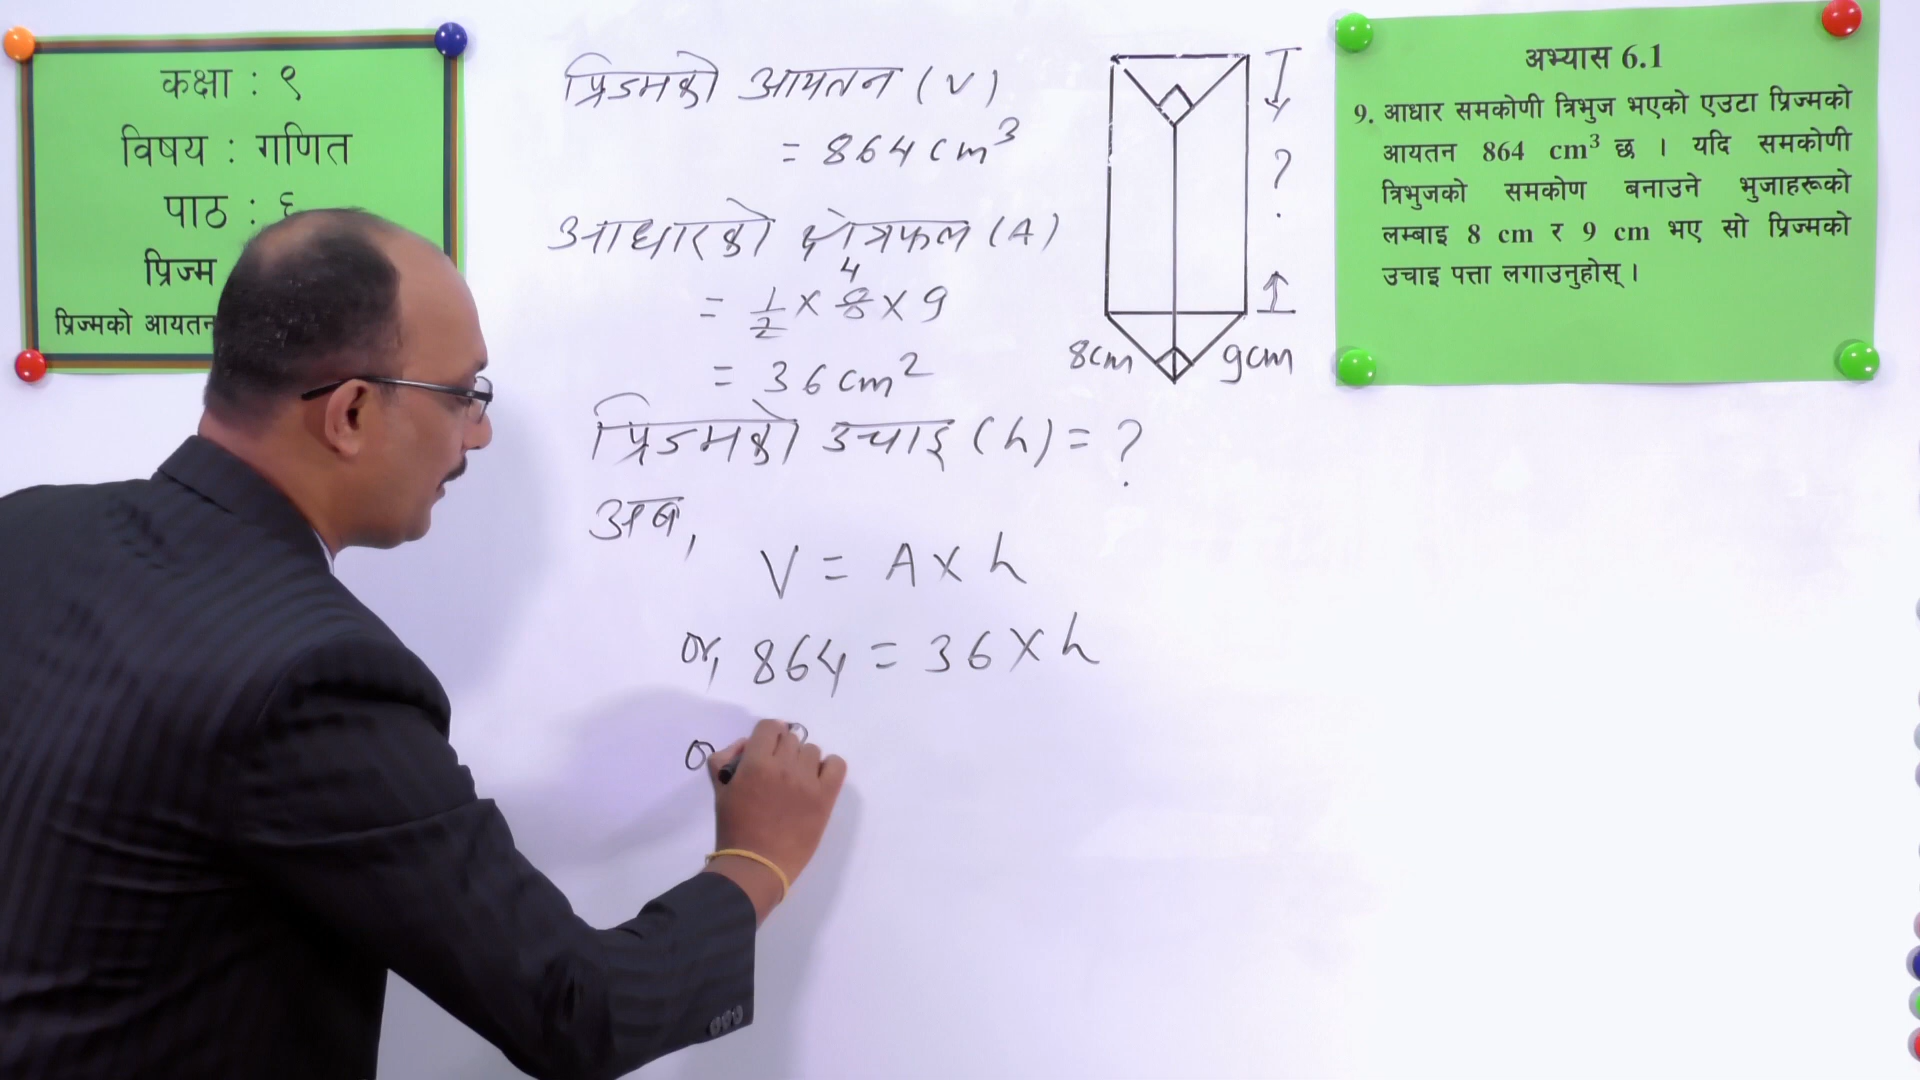 कक्षा : ९
विषय : गणित
पाठ : ६
प्रिज्म
प्रिज्मको आयतन
प्रिज्मको आयतन (V)
= 864 cm³
आधारको क्षेत्रफल (A)
4
= 1/2 × 8 × 9
= 36 cm²
प्रिज्मको उचाइ (h) = ?
अब,
V = A × h
or, 864 = 36 × h
?
8cm
9cm
अभ्यास 6.1
9. आधार समकोणी त्रिभुज भएको एउटा प्रिज्मको
आयतन 864 cm³ छ । यदि समकोणी
त्रिभुजको समकोण बनाउने भुजाहरूको
लम्बाइ 8 cm र 9 cm भए सो प्रिज्मको
उचाइ पत्ता लगाउनुहोस् ।